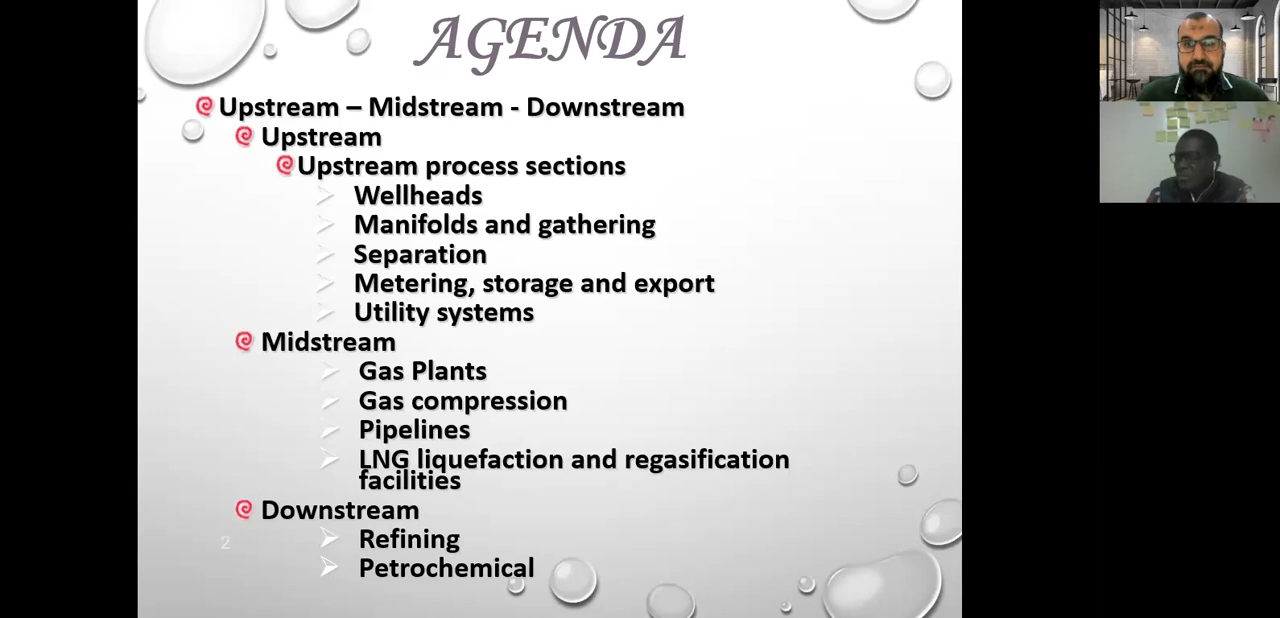 AGENDA
Upstream – Midstream - Downstream
Upstream
Upstream process sections
Wellheads
Manifolds and gathering
Separation
Metering, storage and export
Utility systems
Midstream
Gas Plants
Gas compression
Pipelines
LNG liquefaction and regasification
facilities
Downstream
Refining
Petrochemical
2